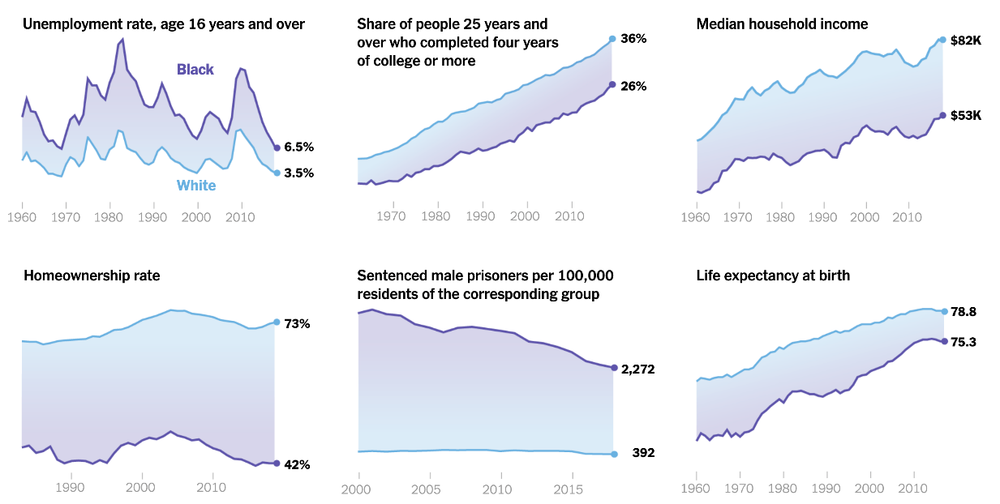 Unemployment rate, age 16 years and over
Black
White
6.5%
3.5%
1960 1970 1980 1990 2000 2010
Share of people 25 years and
over who completed four years
of college or more
36%
26%
1970 1980 1990 2000 2010
Median household income
$82K
$53K
1960 1970 1980 1990 2000 2010
Homeownership rate
73%
42%
1990 2000 2010
Sentenced male prisoners per 100,000
residents of the corresponding group
2,272
392
2000 2005 2010 2015
Life expectancy at birth
78.8
75.3
1960 1970 1980 1990 2000 2010